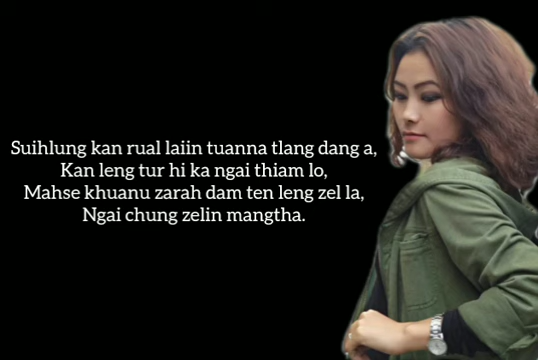 Suihlung kan rual laiin tuanna tlang dang a,
Kan leng tur hi ka ngai thiam lo,
Mahse khuanu zarah dam ten leng zel la,
Ngai chung zelin mangtha.